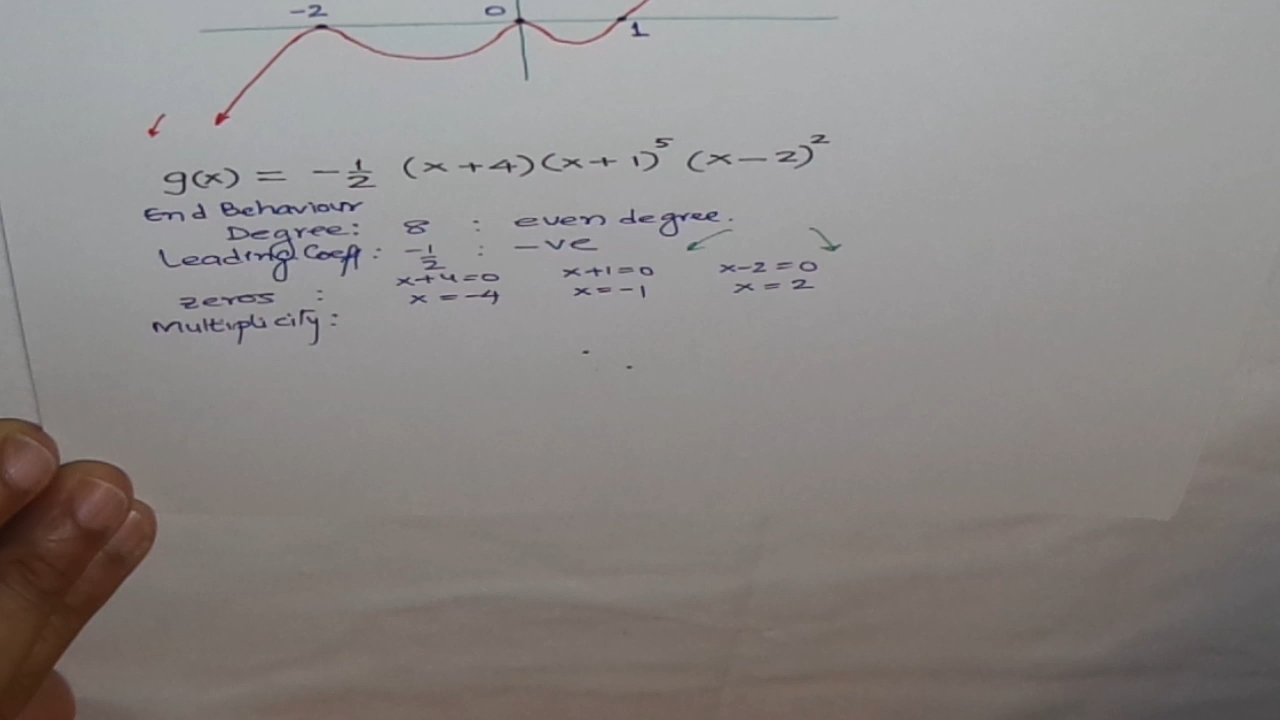 -2 0 1
g(x) = -1/2 (x+4)(x+1)^5 (x-2)^2
End Behaviour
Degree: 8 : even degree.
Leading Coeff: -1/2 : -ve
x+4=0 x+1=0 x-2=0
zeros : x=-4 x=-1 x=2
Multiplicity: